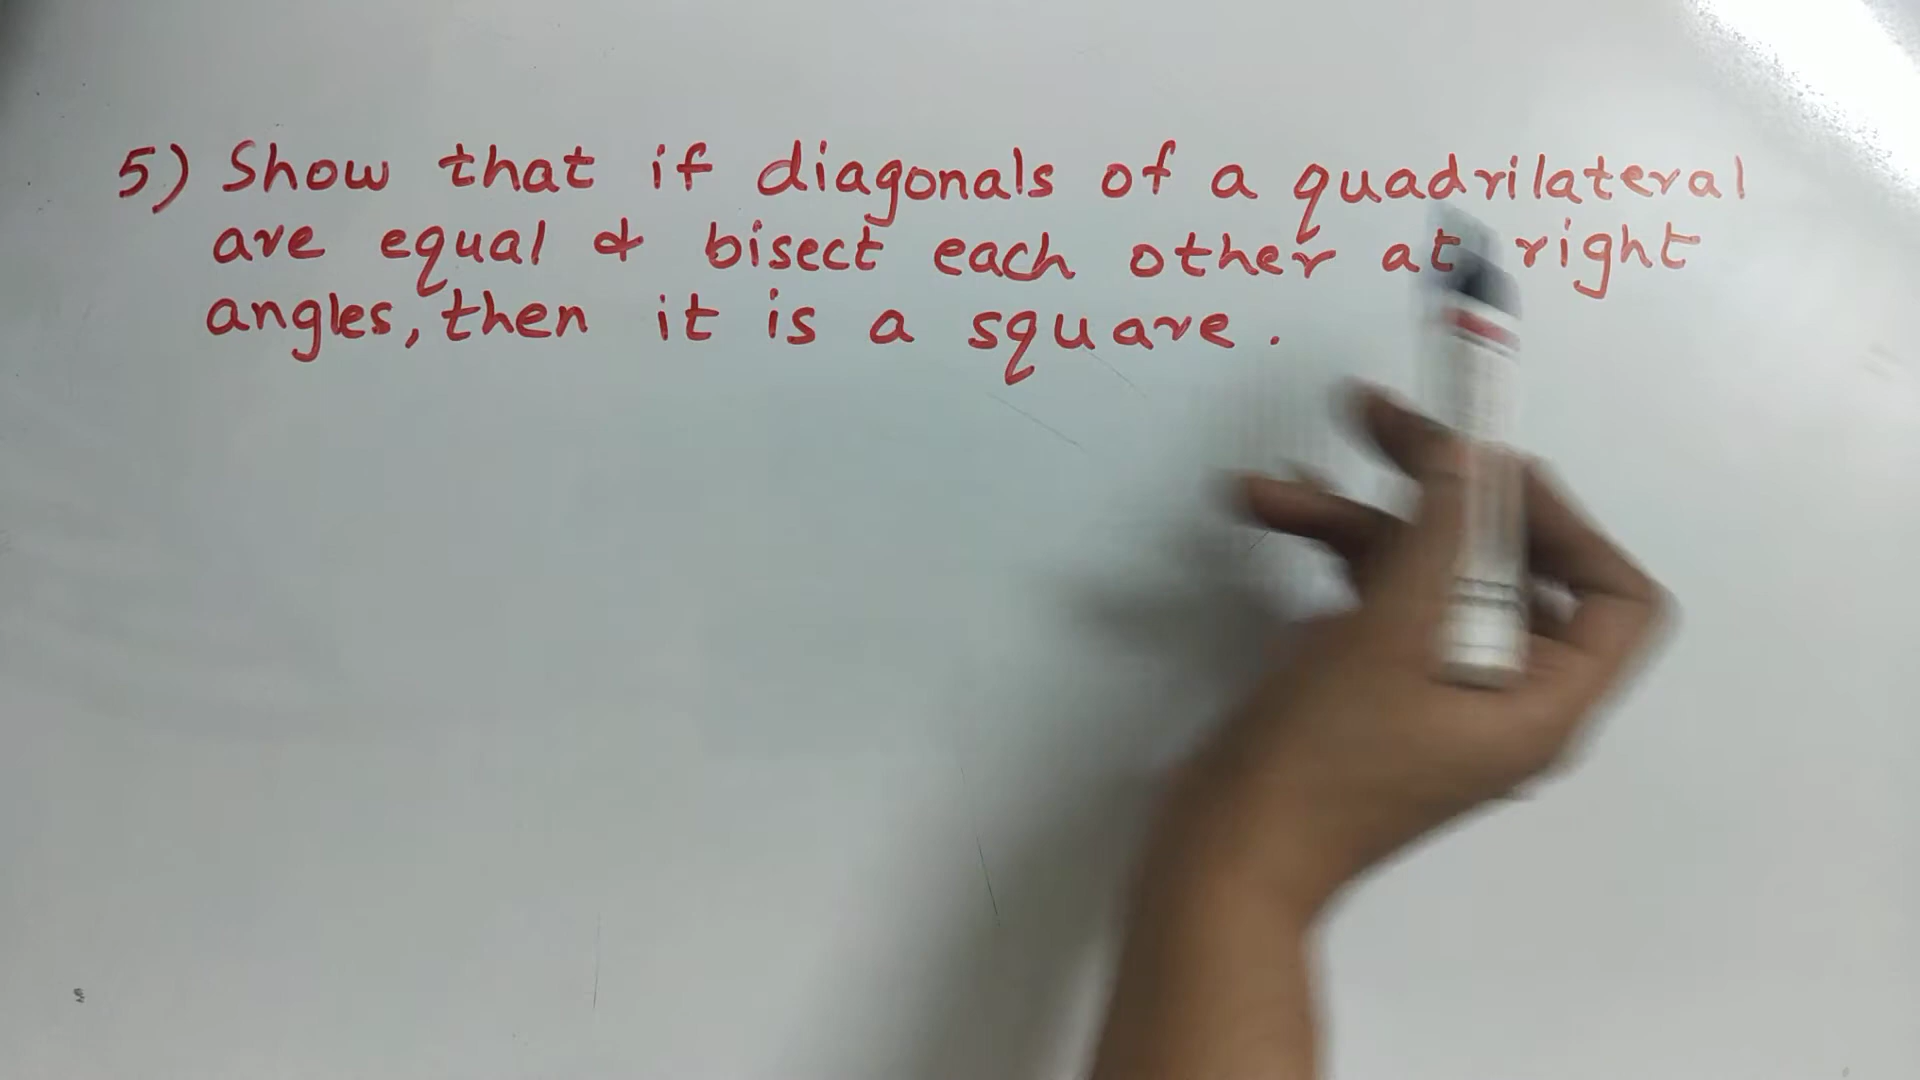 5) Show that if diagonals of a quadrilateral
are equal & bisect each other at right
angles, then it is a square.